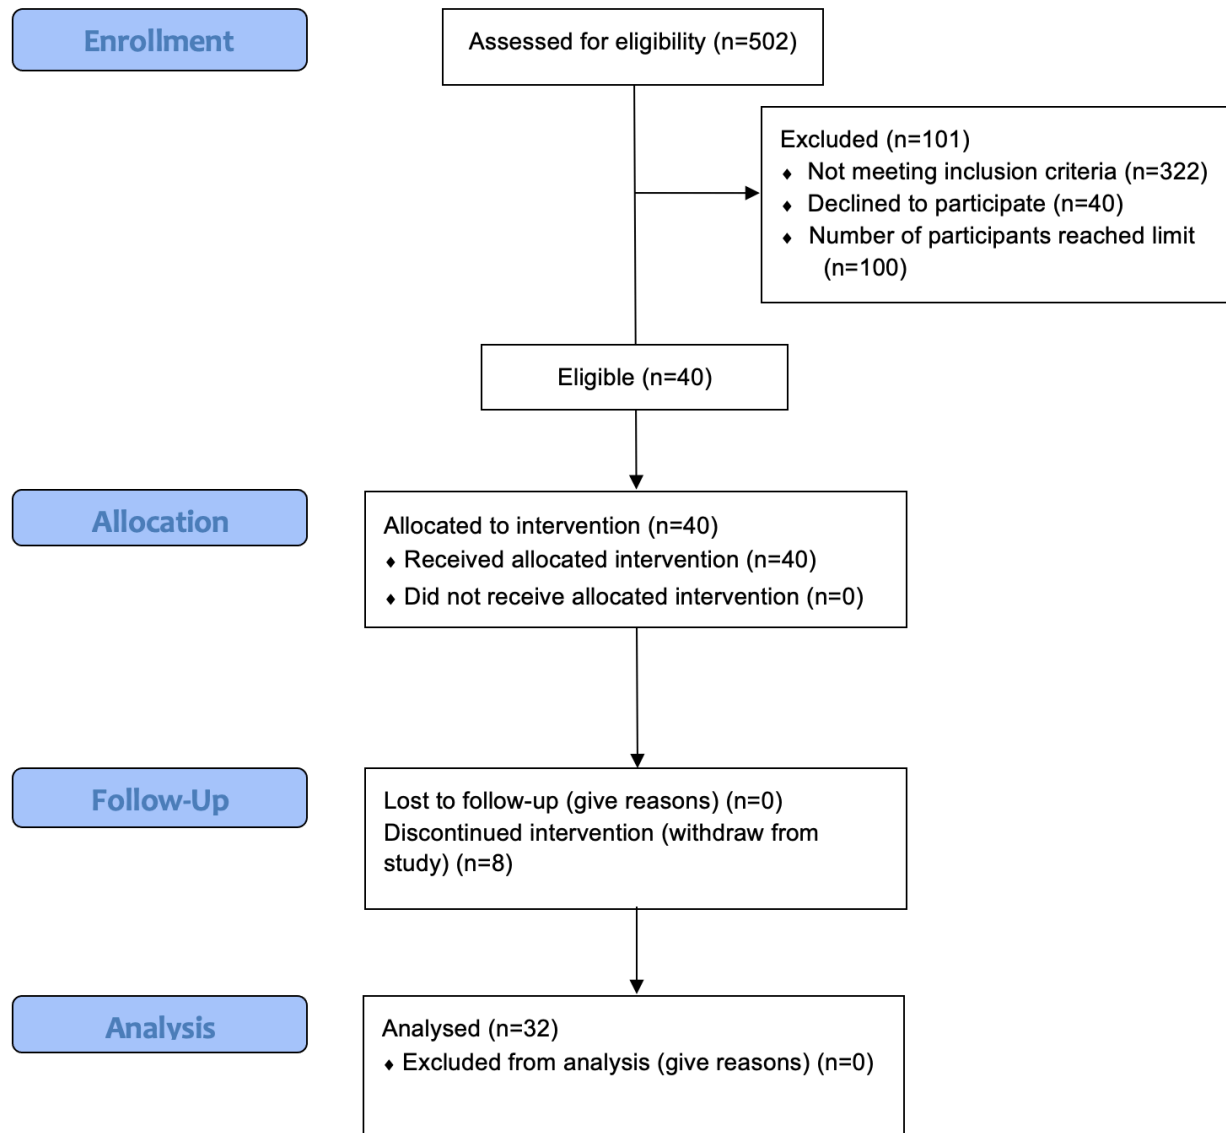 Enrollment
Assessed for eligibility (n=502)
Excluded (n=101)
♦ Not meeting inclusion criteria (n=322)
♦ Declined to participate (n=40)
♦ Number of participants reached limit
(n=100)
Eligible (n=40)
Allocation
Allocated to intervention (n=40)
♦ Received allocated intervention (n=40)
♦ Did not receive allocated intervention (n=0)
Follow-Up
Lost to follow-up (give reasons) (n=0)
Discontinued intervention (withdraw from
study) (n=8)
Analysis
Analysed (n=32)
♦ Excluded from analysis (give reasons) (n=0)